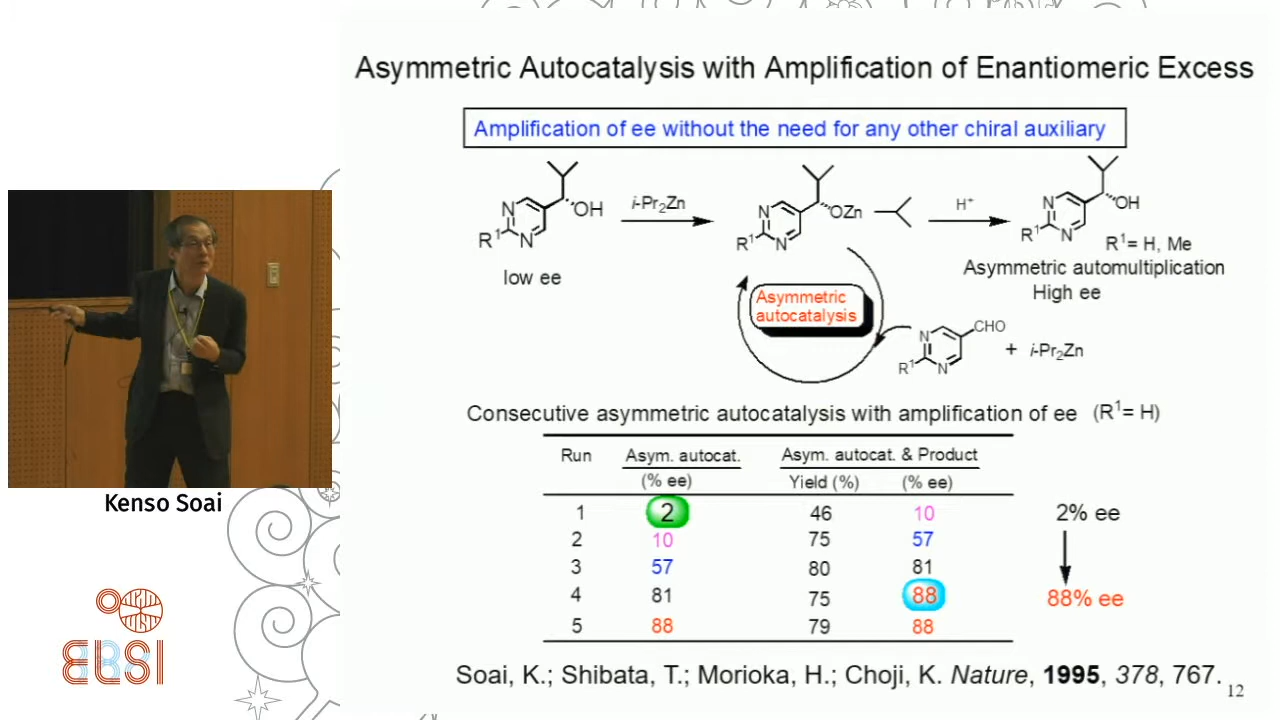 Asymmetric Autocatalysis with Amplification of Enantiomeric Excess
Amplification of ee without the need for any other chiral auxiliary
N
N
R¹
OH
low ee
i-Pr₂Zn
N
N
R¹
OZn
H⁺
N
N
R¹
OH
R¹= H, Me
Asymmetric automultiplication
High ee
Asymmetric
autocatalysis
N
N
R¹
CHO
+ i-Pr₂Zn
Consecutive asymmetric autocatalysis with amplification of ee (R¹= H)
Run Asym. autocat. Asym. autocat. & Product
(% ee) Yield (%) (% ee)
1 2 46 10 2% ee
2 10 75 57
3 57 80 81
4 81 75 88 88% ee
5 88 79 88
Soai, K.; Shibata, T.; Morioka, H.; Choji, K. Nature, 1995, 378, 767.
12
Kenso Soai
ELSI